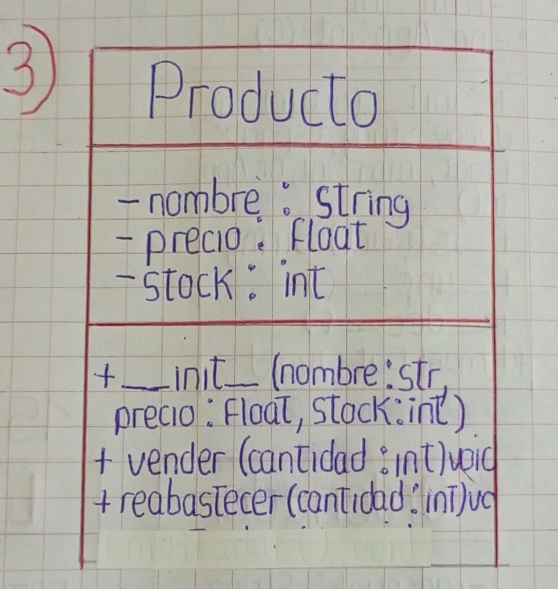 3)
Producto
- nombre : string
- precio : float
- stock : int
+ __init__ (nombre : str,
precio : float, stock : int)
+ vender (cantidad : int) void
+ reabastecer (cantidad : int) vo